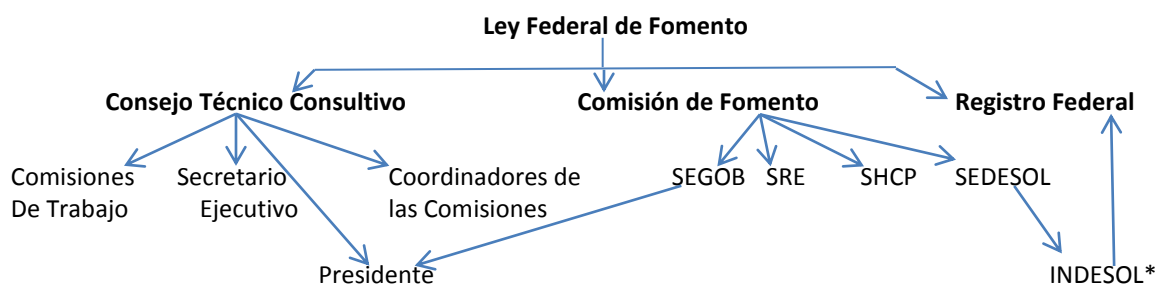 Ley Federal de Fomento
Consejo Técnico Consultivo
Comisión de Fomento
Registro Federal
Comisiones
De Trabajo
Secretario
Ejecutivo
Coordinadores de
las Comisiones
SEGOB
SRE
SHCP
SEDESOL
Presidente
INDESOL*